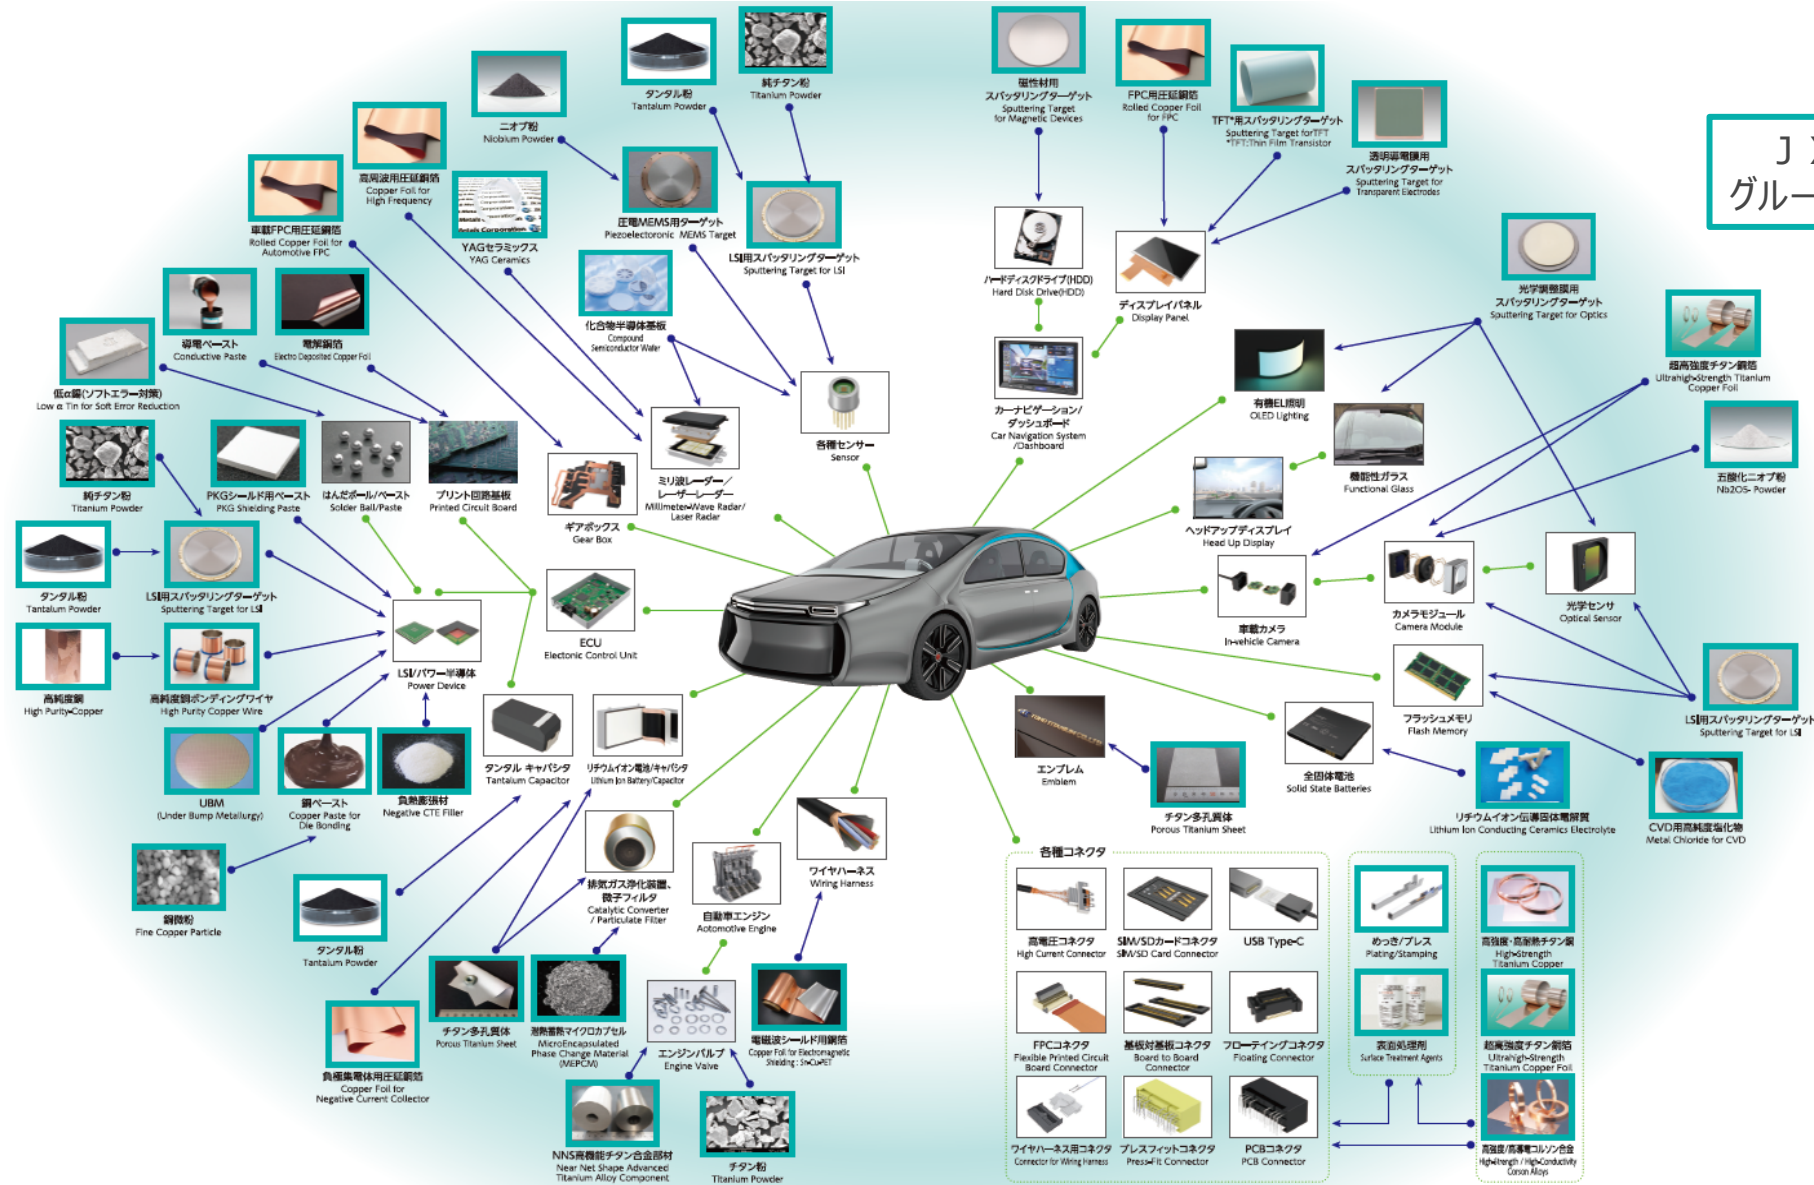 タンタル粉
Tantalum Powder
純チタン粉
Titanium Powder
磁性材用
スパッタリングターゲット
Sputtering Target
for Magnetic Devices
FPC用圧延銅箔
Rolled Copper Foil
for FPC
TFT*用スパッタリングターゲット
Sputtering Target forTFT
*TFT:Thin Film Transistor
透明導電膜用
スパッタリングターゲット
Sputtering Target for
Transparent Electrodes
グルー
ニオブ粉
Niobium Powder
高周波用圧延銅箔
Copper Foil for
High Frequency
車載FPC用圧延銅箔
Rolled Copper Foil for
Automotive FPC
YAGセラミックス
YAG Ceramics
圧電MEMS用ターゲット
Piezoelectoronic MEMS Target
LSI用スパッタリングターゲット
Sputtering Target for LSI
化合物半導体基板
Compound
Semiconductor Wafer
ハードディスクドライブ(HDD)
Hard Disk Drive(HDD)
ディスプレイパネル
Display Panel
光学調整膜用
スパッタリングターゲット
Sputtering Target for Optics
導電ペースト
Conductive Paste
電解銅箔
Electro Deposited Copper Foil
低α錫(ソフトエラー対策)
Low α Tin for Soft Error Reduction
超高強度チタン銅箔
Ultrahigh-Strength Titanium
Copper Foil
有機EL照明
OLED Lighting
カーナビゲーション/
ダッシュボード
Car Navigation System
/Dashboard
各種センサー
Sensor
機能性ガラス
Functional Glass
五酸化ニオブ粉
Nb2O5- Powder
純チタン粉
Titanium Powder
PKGシールド用ペースト
PKG Shielding Paste
はんだボール/ペースト
Solder Ball/Paste
プリント回路基板
Printed Circuit Board
ギアボックス
Gear Box
ミリ波レーダー／
レーザーレーダー
Millimeter-Wave Radar/
Laser Radar
ヘッドアップディスプレイ
Head Up Display
タンタル粉
Tantalum Powder
LSI用スパッタリングターゲット
Sputtering Target for LSI
ECU
Electonic Control Unit
車載カメラ
In-vehicle Camera
カメラモジュール
Camera Module
光学センサ
Optical Sensor
高純度銅
High Purity-Copper
高純度銅ボンディングワイヤ
High Purity Copper Wire
LSI/パワー半導体
Power Device
フラッシュメモリ
Flash Memory
LSI用スパッタリングターゲット
Sputtering Target for LSI
UBM
(Under Bump Metallurgy)
銅ペースト
Copper Paste for
Die Bonding
負熱膨張材
Negative CTE Filler
タンタル キャパシタ
Tantalum Capacitor
リチウムイオン電池/キャパシタ
Lithium Ion Battery/Capacitor
エンブレム
Emblem
チタン多孔質体
Porous Titanium Sheet
全固体電池
Solid State Batteries
リチウムイオン伝導固体電解質
Lithium Ion Conducting Ceramics Electrolyte
CVD用高純度塩化物
Metal Chloride for CVD
銅微粉
Fine Copper Particle
タンタル粉
Tantalum Powder
排気ガス浄化装置、
微子フィルタ
Catalytic Converter
/ Particulate Filter
自動車エンジン
Aotomotive Engine
ワイヤハーネス
Wiring Harness
各種コネクタ
高電圧コネクタ
High Current Connector
SIM/SDカードコネクタ
SIM/SD Card Connector
USB Type-C
めっき/プレス
Plating/Stamping
高強度・高耐熱チタン銅
High-Strength
Titanium Copper
負極集電体用圧延銅箔
Copper Foil for
Negative Current Collector
チタン多孔質体
Porous Titanium Sheet
潜熱蓄熱マイクロカプセル
MicroEncapsulated
Phase Change Material
(MEPCM)
エンジンバルブ
Engine Valve
電磁波シールド用銅箔
Copper Foil for Electromagnetic
Shielding : Sn-Cu-PET
FPCコネクタ
Flexible Printed Circuit
Board Connector
基板対基板コネクタ
Board to Board
Connector
フローティングコネクタ
Floating Connector
表面処理剤
Surface Treatment Agents
超高強度チタン銅箔
Ultrahigh-Strength
Titanium Copper Foil
NNS高機能チタン合金部材
Near Net Shape Advanced
Titanium Alloy Component
チタン粉
Titanium Powder
ワイヤハーネス用コネクタ
Connector for Wiring Harness
プレスフィットコネクタ
Press-Fit Connector
PCBコネクタ
PCB Connector
高強度/高導電コルソン合金
High-Strength / High-Conductivity
Corson Alloys